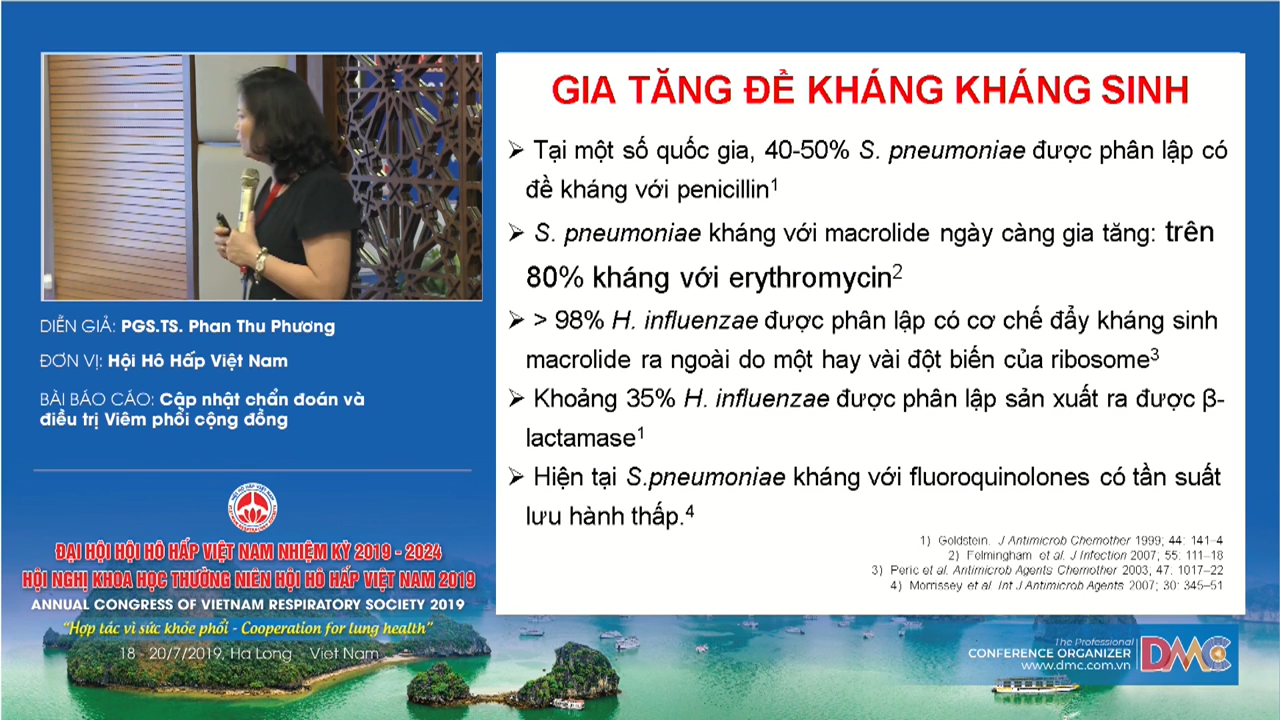 GIA TĂNG ĐỀ KHÁNG KHÁNG SINH
➢ Tại một số quốc gia, 40-50% S. pneumoniae được phân lập có
đề kháng với penicillin¹
➢ S. pneumoniae kháng với macrolide ngày càng gia tăng: trên
80% kháng với erythromycin²
➢ > 98% H. influenzae được phân lập có cơ chế đẩy kháng sinh
macrolide ra ngoài do một hay vài đột biến của ribosome³
➢ Khoảng 35% H. influenzae được phân lập sản xuất ra được β-
lactamase¹
➢ Hiện tại S.pneumoniae kháng với fluoroquinolones có tần suất
lưu hành thấp.⁴
1) Goldstein. J Antimicrob Chemother 1999; 44: 141–4
2) Felmingham et al. J Infection 2007; 55: 111–18
3) Peric et al. Antimicrob Agents Chemother 2003; 47: 1017–22
4) Morrissey et al. Int J Antimicrob Agents 2007; 30: 345–51
DIỄN GIẢ: PGS.TS. Phan Thu Phương
ĐƠN VỊ: Hội Hô Hấp Việt Nam
BÀI BÁO CÁO: Cập nhật chẩn đoán và
điều trị Viêm phổi cộng đồng
ĐẠI HỘI HỘI HÔ HẤP VIỆT NAM NHIỆM KỲ 2019 - 2024
HỘI NGHỊ KHOA HỌC THƯỜNG NIÊN HỘI HÔ HẤP VIỆT NAM 2019
ANNUAL CONGRESS OF VIETNAM RESPIRATORY SOCIETY 2019
"Hợp tác vì sức khỏe phổi - Cooperation for lung health"
18 - 20/7/2019, Ha Long Viet Nam
The Professional
CONFERENCE ORGANIZER
www.dmc.com.vn
DMC